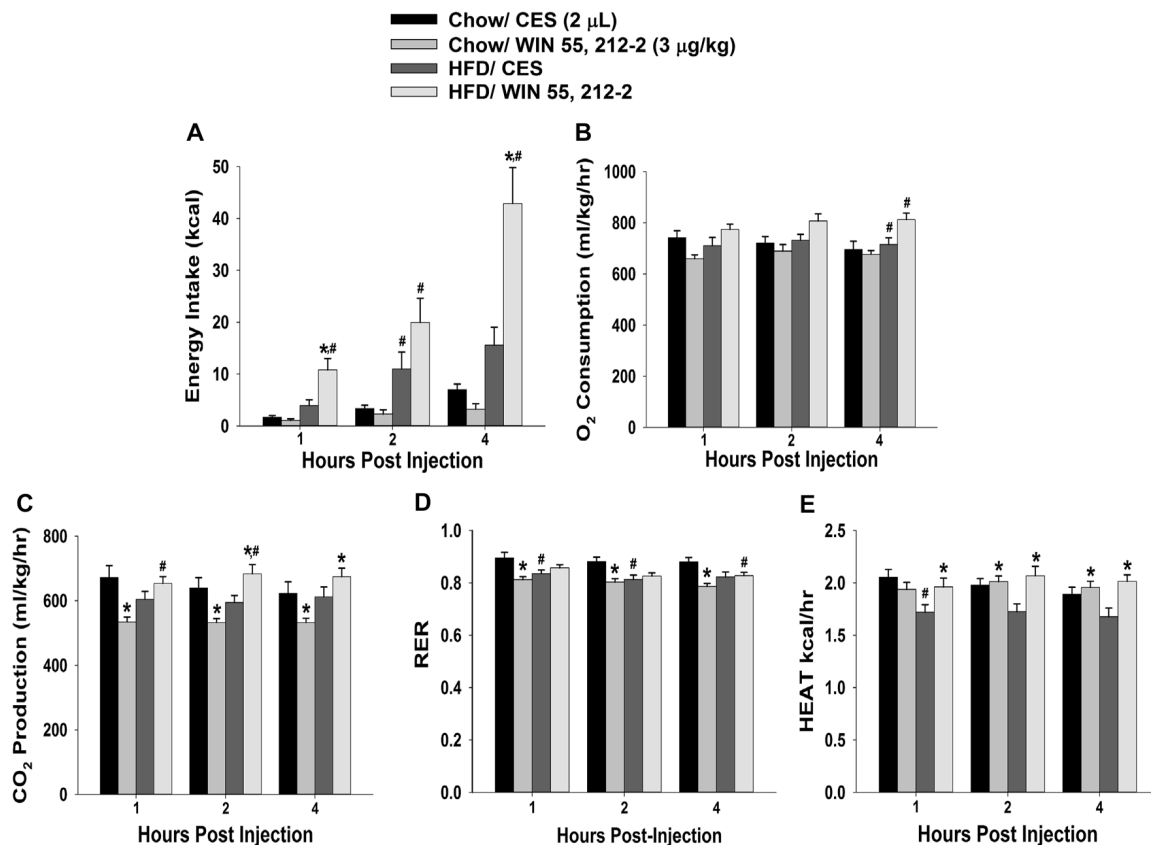 Chow/ CES (2 μL)
Chow/ WIN 55, 212-2 (3 μg/kg)
HFD/ CES
HFD/ WIN 55, 212-2
A
Energy Intake (kcal)
50
40
30
20
10
0
*,#
#
#
*,#
1 2 4
Hours Post Injection
B
O₂ Consumption (ml/kg/hr)
1000
800
600
400
200
0
#
#
1 2 4
Hours Post Injection
C
CO₂ Production (ml/kg/hr)
800
600
400
200
0
*
#
*
*,#
*
*
1 2 4
Hours Post Injection
D
RER
1.0
0.8
0.6
0.4
0.2
0.0
* #
* #
* #
1 2 4
Hours Post-Injection
E
HEAT kcal/hr
2.5
2.0
1.5
1.0
0.5
0.0
# *
* *
* *
1 2 4
Hours Post Injection